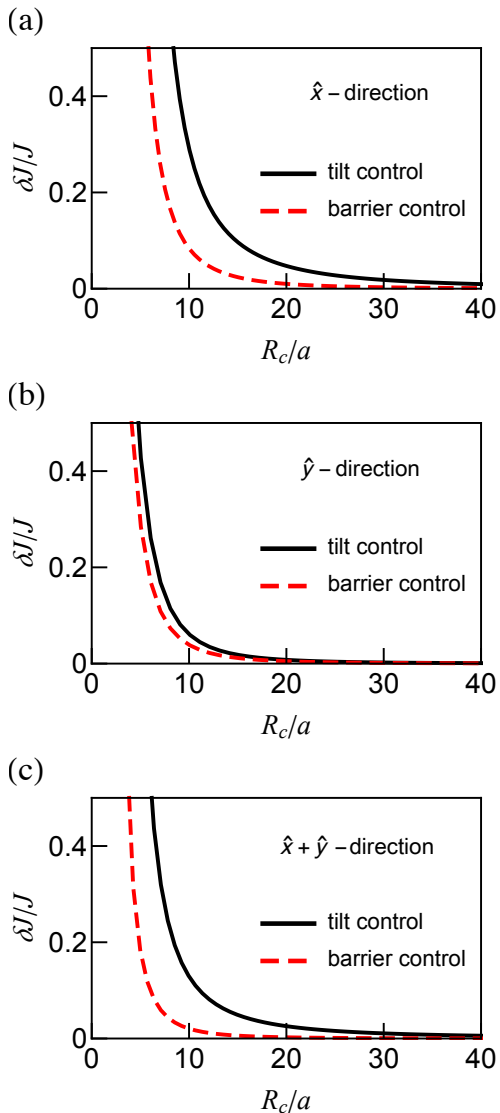 (a)
δJ/J
0.4
0.2
0
x̂ – direction
tilt control
barrier control
0 10 20 30 40
R_c/a
(b)
δJ/J
0.4
0.2
0
ŷ – direction
tilt control
barrier control
0 10 20 30 40
R_c/a
(c)
δJ/J
0.4
0.2
0
x̂ + ŷ – direction
tilt control
barrier control
0 10 20 30 40
R_c/a